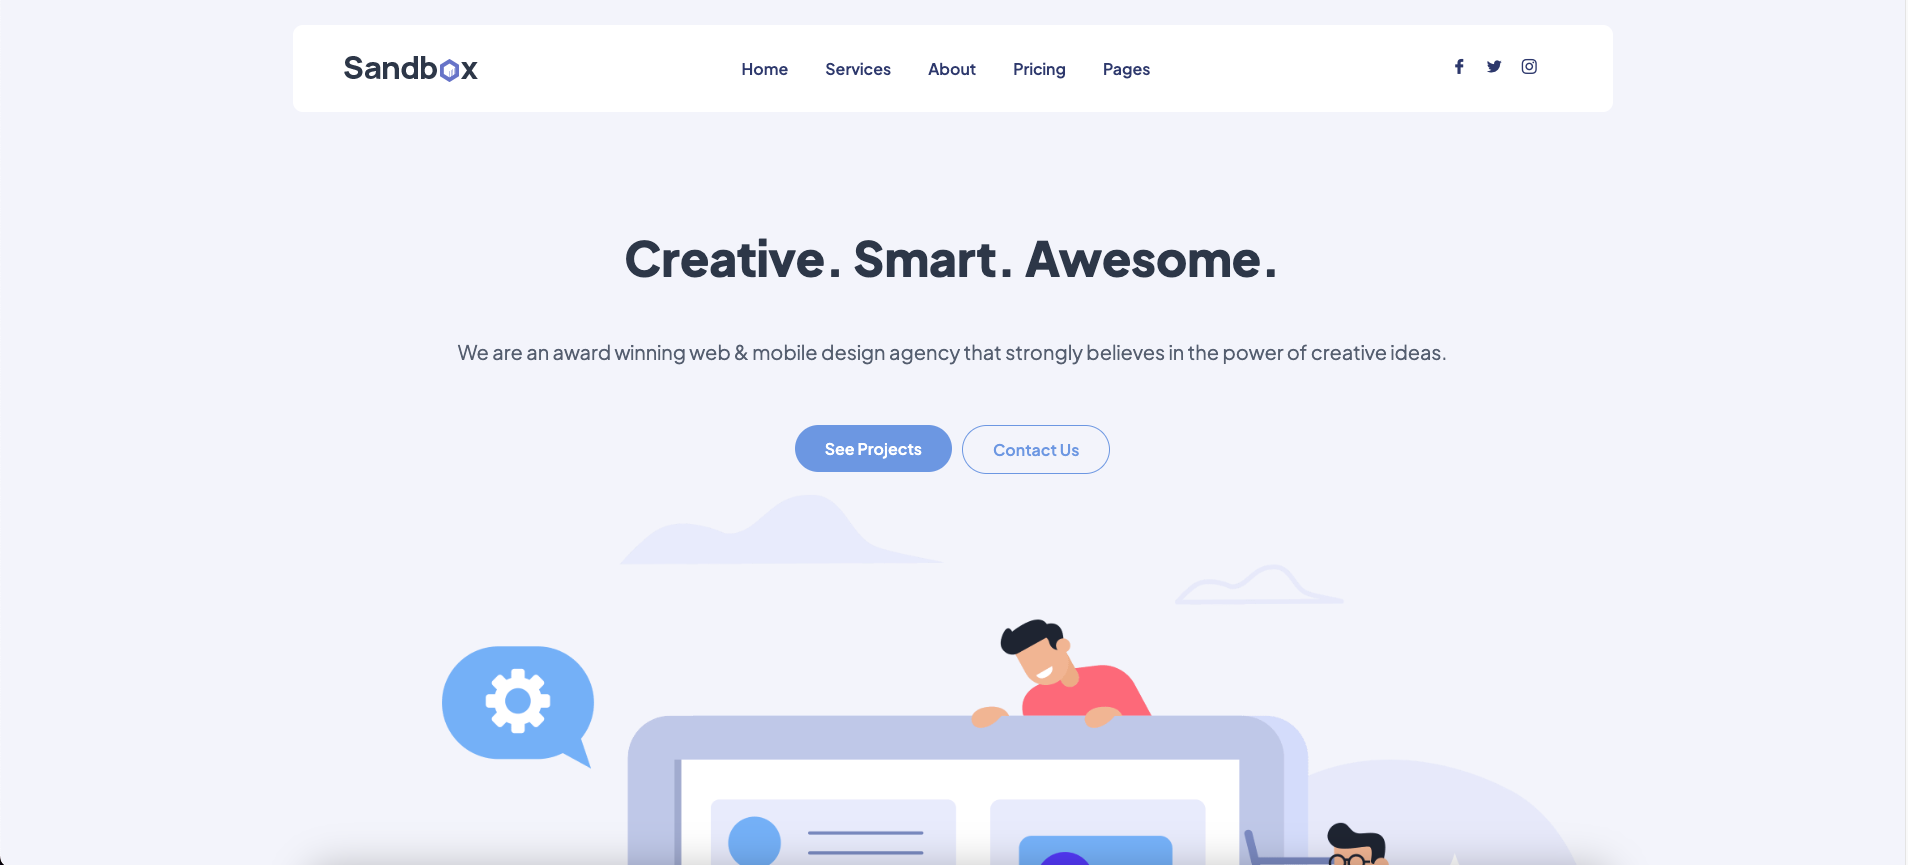 Sandbox
Home Services About Pricing Pages
Creative. Smart. Awesome.
We are an award winning web & mobile design agency that strongly believes in the power of creative ideas.
See Projects Contact Us